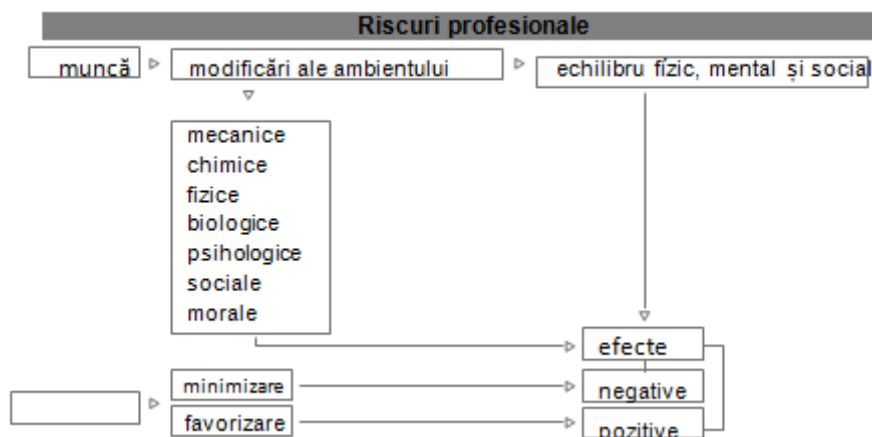 Riscuri profesionale
muncă
modificări ale ambientului
echilibru fizic, mental și social
mecanice
chimice
fizice
biologice
psihologice
sociale
morale
efecte
minimizare
negative
favorizare
pozitive